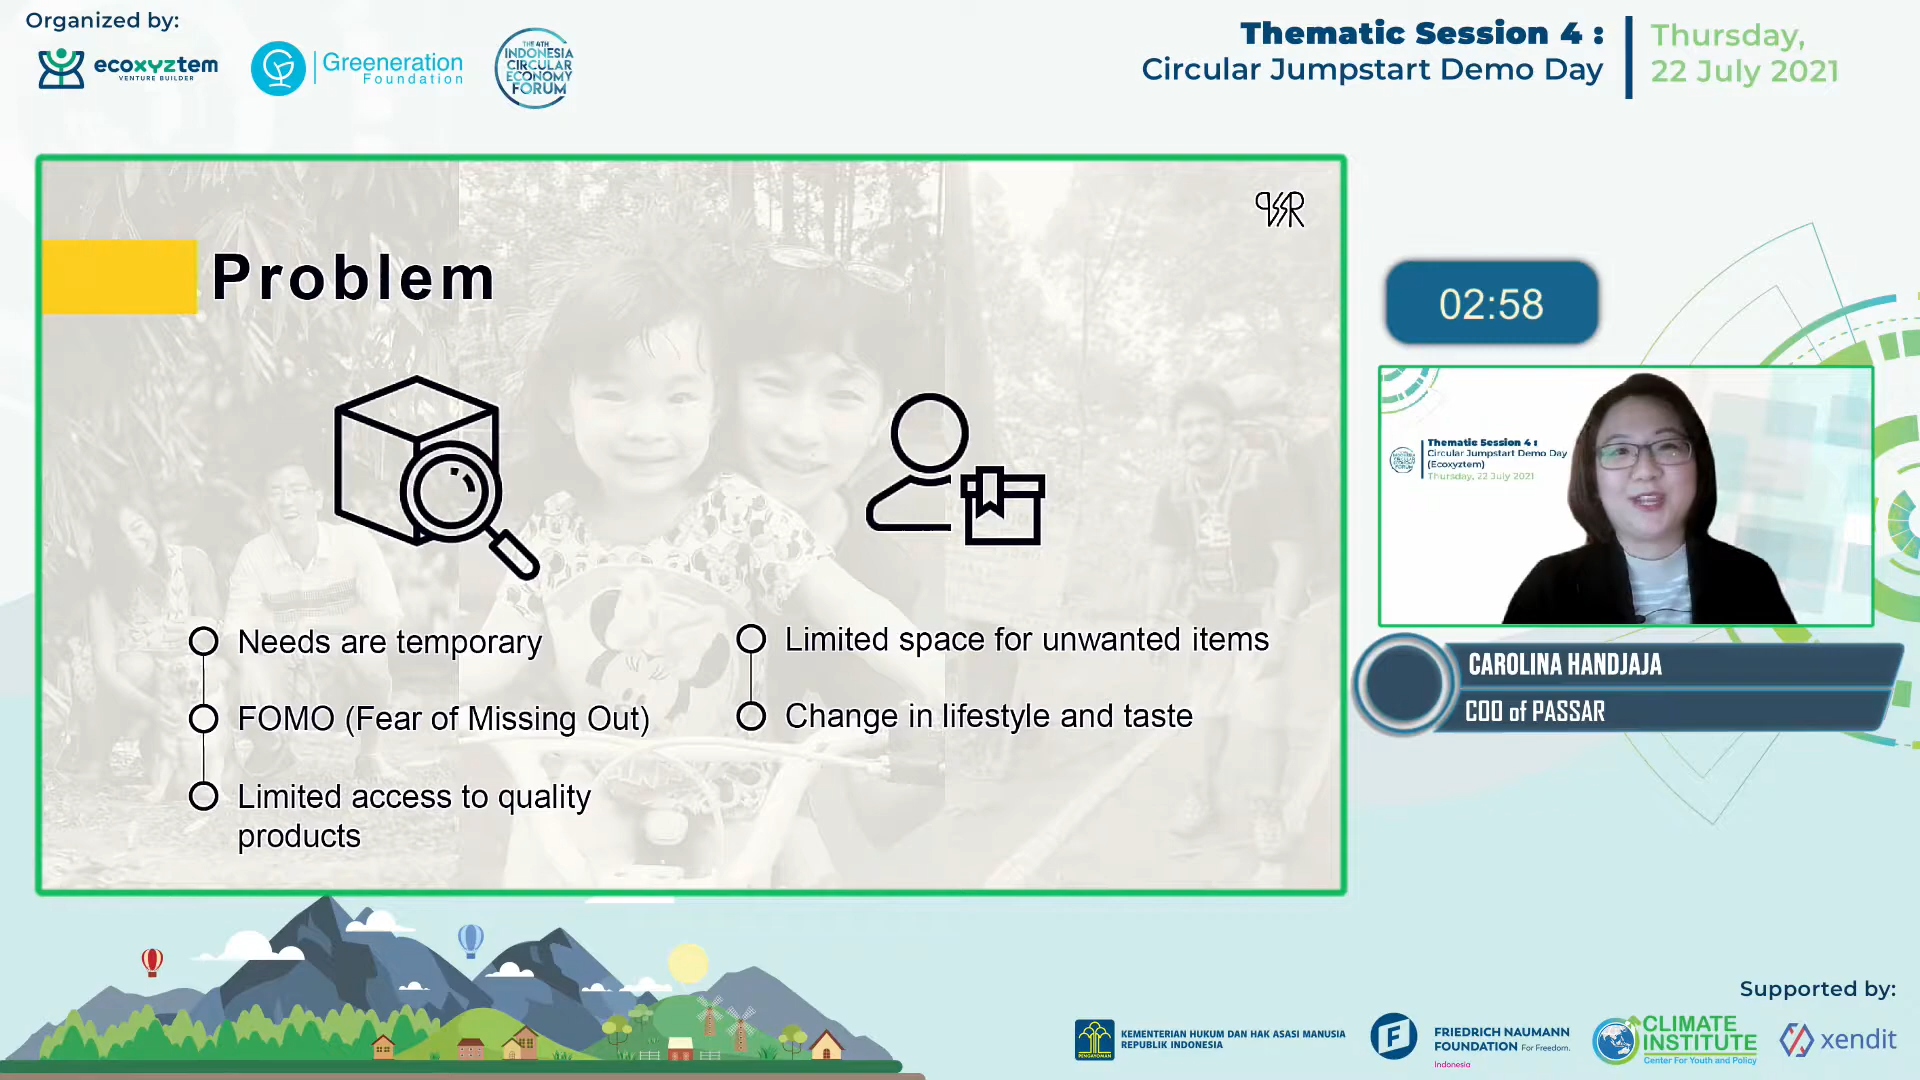 Organized by:
ecoxyztem
VENTURE BUILDER
Greeneration
Foundation
THE 4TH
INDONESIA
CIRCULAR
ECONOMY
FORUM
Thematic Session 4 :
Circular Jumpstart Demo Day
Thursday,
22 July 2021
PSSR
Problem
Needs are temporary
FOMO (Fear of Missing Out)
Limited access to quality
products
Limited space for unwanted items
Change in lifestyle and taste
02:58
Thematic Session 4 :
Circular Jumpstart Demo Day
(Ecoxyztem)
Thursday, 22 July 2021
CAROLINA HANDJAJA
COO of PASSAR
Supported by:
PENGAYOMAN
KEMENTERIAN HUKUM DAN HAK ASASI MANUSIA
REPUBLIK INDONESIA
F
FRIEDRICH NAUMANN
FOUNDATION For Freedom.
Indonesia
CLIMATE
INSTITUTE
Center For Youth and Policy
xendit